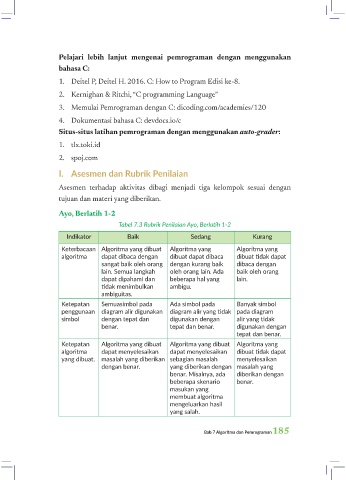 Pelajari lebih lanjut mengenai pemrograman dengan menggunakan
bahasa C:
1. Deitel P, Deitel H. 2016. C: How to Program Edisi ke-8.
2. Kernighan & Ritchi, "C programming Language"
3. Memulai Pemrograman dengan C: dicoding.com/academies/120
4. Dokumentasi bahasa C: devdocs.io/c
Situs-situs latihan pemrograman dengan menggunakan auto-grader:
1. tlx.toki.id
2. spoj.com
I. Asesmen dan Rubrik Penilaian
Asesmen terhadap aktivitas dibagi menjadi tiga kelompok sesuai dengan
tujuan dan materi yang diberikan.
Ayo, Berlatih 1-2
Tabel 7.3 Rubrik Penilaian Ayo, Berlatih 1-2
Indikator Baik Sedang Kurang
Keterbacaan Algoritma yang dibuat Algoritma yang Algoritma yang
algoritma dapat dibaca dengan dibuat dapat dibaca dibuat tidak dapat
sangat baik oleh orang dengan kurang baik dibaca dengan
lain. Semua langkah oleh orang lain. Ada baik oleh orang
dapat dipahami dan beberapa hal yang lain.
tidak menimbulkan ambigu.
ambiguitas.
Ketepatan Semuasimbol pada Ada simbol pada Banyak simbol
penggunaan diagram alir digunakan diagram alir yang tidak pada diagram
simbol dengan tepat dan digunakan dengan alir yang tidak
benar. tepat dan benar. digunakan dengan
tepat dan benar.
Ketepatan Algoritma yang dibuat Algoritma yang dibuat Algoritma yang
algoritma dapat menyelesaikan dapat menyelesaikan dibuat tidak dapat
yang dibuat. masalah yang diberikan sebagian masalah menyelesaikan
dengan benar. yang diberikan dengan masalah yang
benar. Misalnya, ada diberikan dengan
beberapa skenario benar.
masukan yang
membuat algoritma
mengeluarkan hasil
yang salah.
Bab 7 Algoritma dan Pemrograman 185